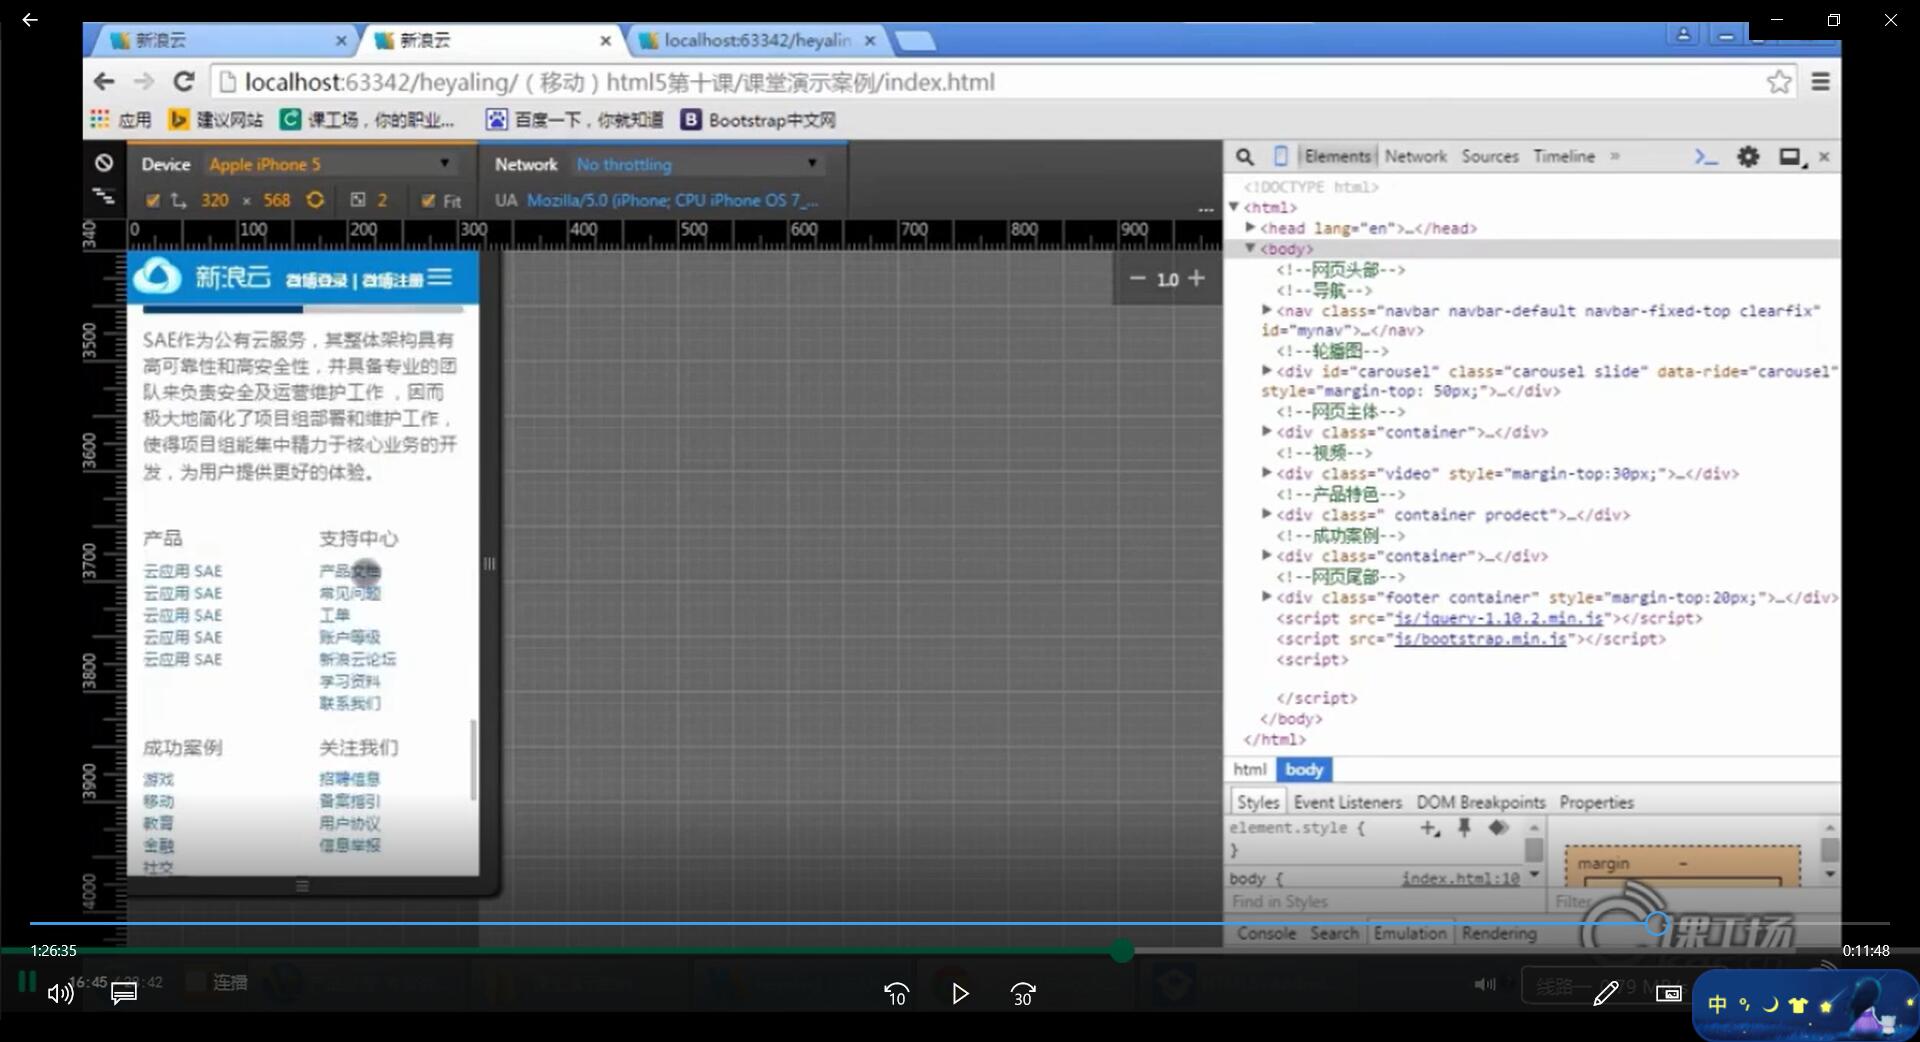 新浪云
新浪云
localhost:63342/heyalin
localhost:63342/heyaling/（移动）html5第十课/课堂演示案例/index.html
应用 建议网站 课工场，你的职业... 百度一下，你就知道 Bootstrap中文网
Device Apple iPhone 5 Network No throttling
320 × 568 2 Fit UA Mozilla/5.0 (iPhone; CPU iPhone OS 7_...
0 100 200 300 400 500 600 700 800 900
340
3500
3600
3700
3800
3900
4000
1.0
新浪云 微博登录 | 微博注册
SAE作为公有云服务，其整体架构具有
高可靠性和高安全性，并具备专业的团
队来负责安全及运营维护工作，因而
极大地简化了项目组部署和维护工作，
使得项目组能集中精力于核心业务的开
发，为用户提供更好的体验。
产品
云应用 SAE
云应用 SAE
云应用 SAE
云应用 SAE
云应用 SAE
支持中心
产品文档
常见问题
工单
账户等级
新浪云论坛
学习资料
联系我们
成功案例
游戏
移动
教育
金融
社交
关注我们
招聘信息
备案指引
用户协议
信息举报
Elements Network Sources Timeline »
<!DOCTYPE html>
<html>
<head lang="en">…</head>
<body>
<!--网页头部-->
<!--导航-->
<nav class="navbar navbar-default navbar-fixed-top clearfix"
id="mynav">…</nav>
<!--轮播图-->
<div id="carousel" class="carousel slide" data-ride="carousel"
style="margin-top: 50px;">…</div>
<!--网页主体-->
<div class="container">…</div>
<!--视频-->
<div class="video" style="margin-top:30px;">…</div>
<!--产品特色-->
<div class=" container prodect">…</div>
<!--成功案例-->
<div class="container">…</div>
<!--网页尾部-->
<div class="footer container" style="margin-top:20px;">…</div>
<script src="js/jquery-1.10.2.min.js"></script>
<script src="js/bootstrap.min.js"></script>
<script>
</script>
</body>
</html>
html body
Styles Event Listeners DOM Breakpoints Properties
element.style {
}
body { index.html:10
Find in Styles
margin -
Filter
Console Search Emulation Rendering
课工场
1:26:35
0:11:48
16:45
连播
10
30
线路一
中